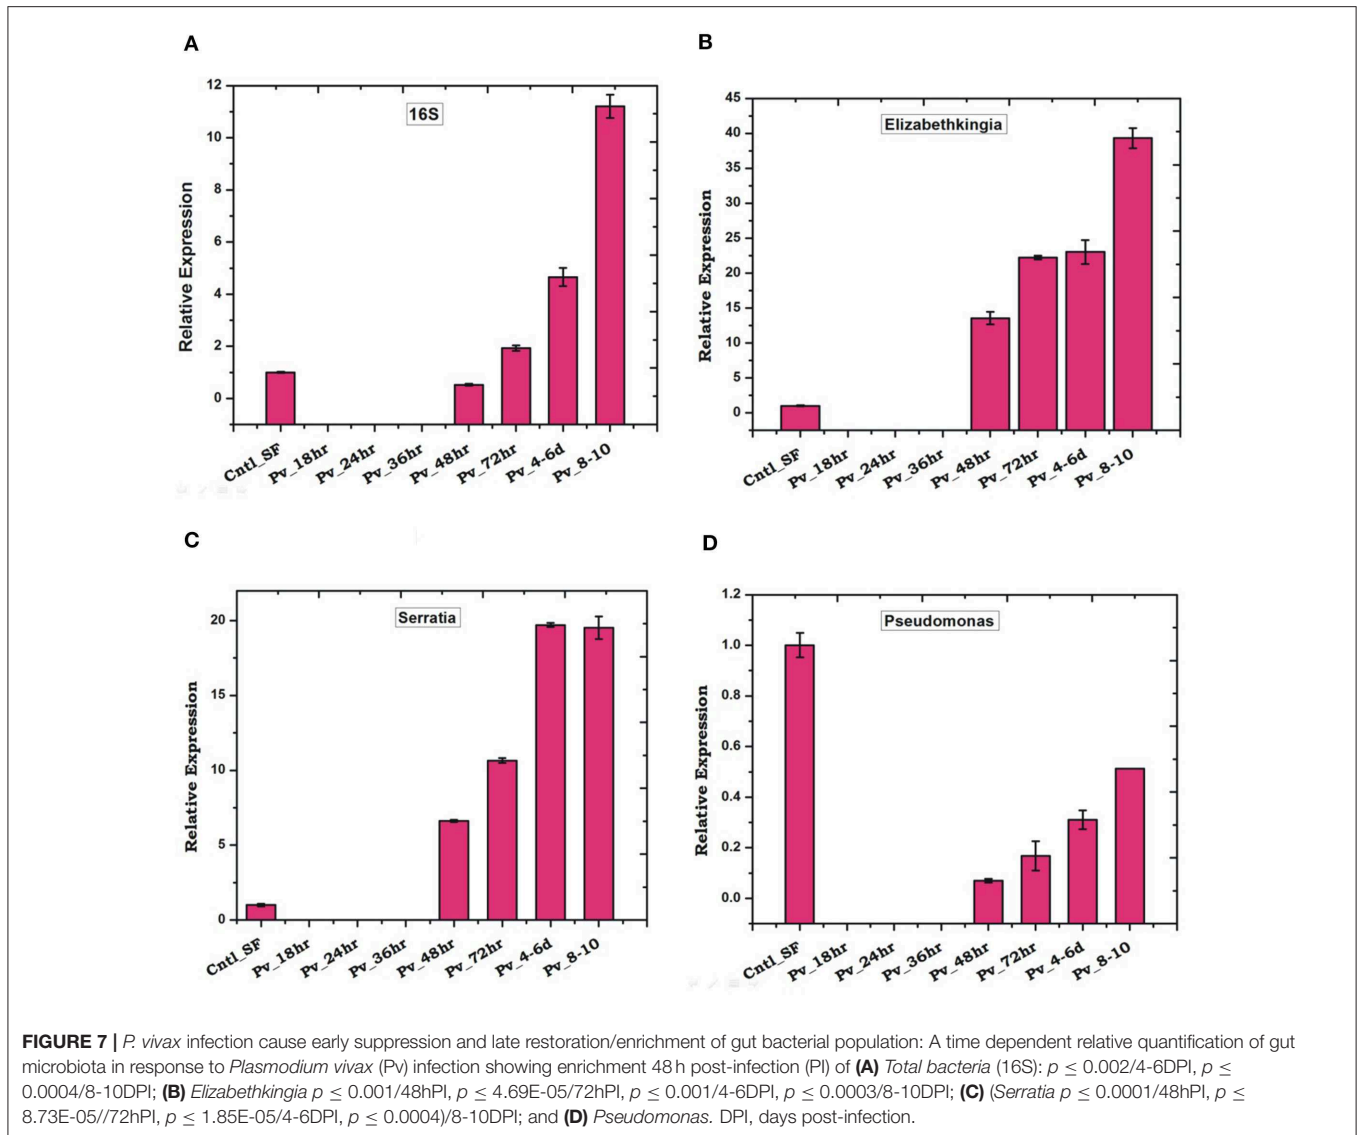 A
16S
Relative Expression
12
10
8
6
4
2
0
Cntl_SF
Pv_18hr
Pv_24hr
Pv_36hr
Pv_48hr
Pv_72hr
Pv_4-6d
Pv_8-10
B
Elizabethkingia
Relative Expression
45
40
35
30
25
20
15
10
5
0
Cntl_SF
Pv_18hr
Pv_24hr
Pv_36hr
Pv_48hr
Pv_72hr
Pv_4-6d
Pv_8-10
C
Serratia
Relative Expression
20
15
10
5
0
Cntl_SF
Pv_18hr
Pv_24hr
Pv_36hr
Pv_48hr
Pv_72hr
Pv_4-6d
Pv_8-10
D
Pseudomonas
Relative Expression
1.2
1.0
0.8
0.6
0.4
0.2
0.0
Cntl_SF
Pv_18hr
Pv_24hr
Pv_36hr
Pv_48hr
Pv_72hr
Pv_4-6d
Pv_8-10
FIGURE 7 | P. vivax infection cause early suppression and late restoration/enrichment of gut bacterial population: A time dependent relative quantification of gut
microbiota in response to Plasmodium vivax (Pv) infection showing enrichment 48 h post-infection (PI) of (A) Total bacteria (16S): p ≤ 0.002/4-6DPI, p ≤
0.0004/8-10DPI; (B) Elizabethkingia p ≤ 0.001/48hPI, p ≤ 4.69E-05/72hPI, p ≤ 0.001/4-6DPI, p ≤ 0.0003/8-10DPI; (C) (Serratia p ≤ 0.0001/48hPI, p ≤
8.73E-05//72hPI, p ≤ 1.85E-05/4-6DPI, p ≤ 0.0004)/8-10DPI; and (D) Pseudomonas. DPI, days post-infection.